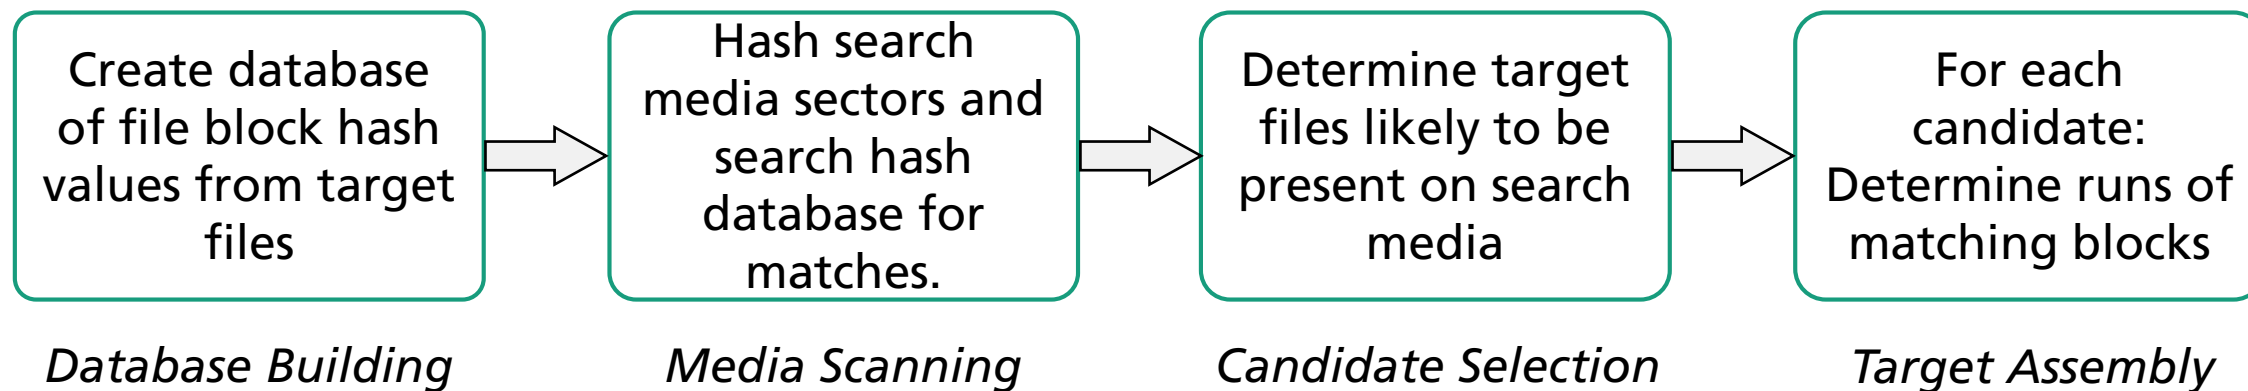 Create database
of file block hash
values from target
files
Hash search
media sectors and
search hash
database for
matches.
Determine target
files likely to be
present on search
media
For each
candidate:
Determine runs of
matching blocks
Database Building
Media Scanning
Candidate Selection
Target Assembly